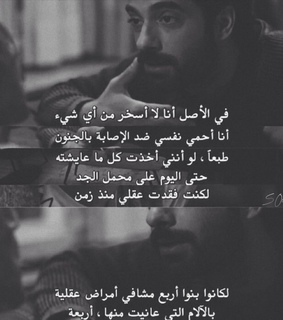 في الأصل أنا لا أسخر من أي شيء
أنا أحمي نفسي ضد الإصابة بالجنون
طبعاً ، لو أنني أخذت كل ما عايشته
حتى اليوم على محمل الجد
لكنت فقدت عقلي منذ زمن
SO
لكانوا بنوا أربع مشافي أمراض عقلية
بالآلام التي عانيت منها ، أربعة